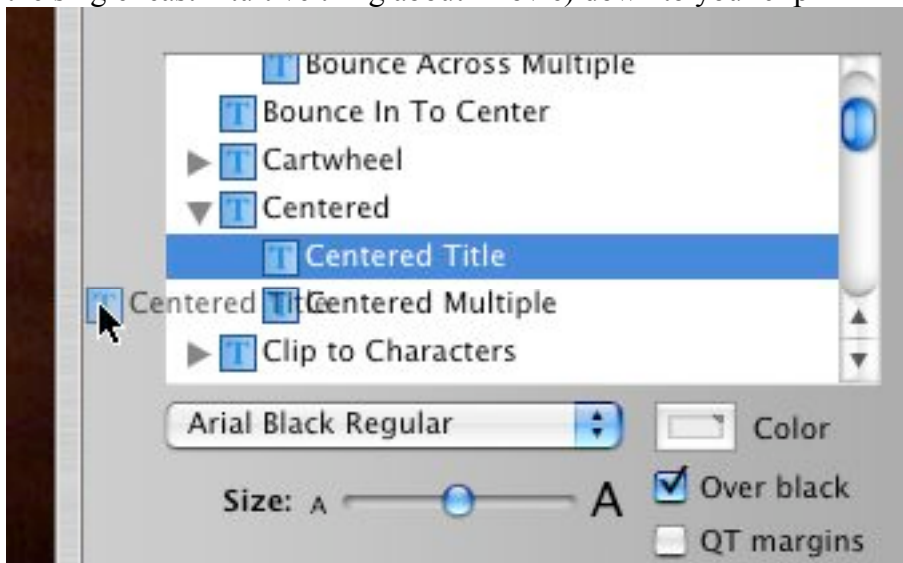 Bounce Across Multiple
Bounce In To Center
Cartwheel
Centered
Centered Title
Centered Title
Centered Multiple
Clip to Characters
Arial Black Regular
Color
Size: A A
Over black
QT margins